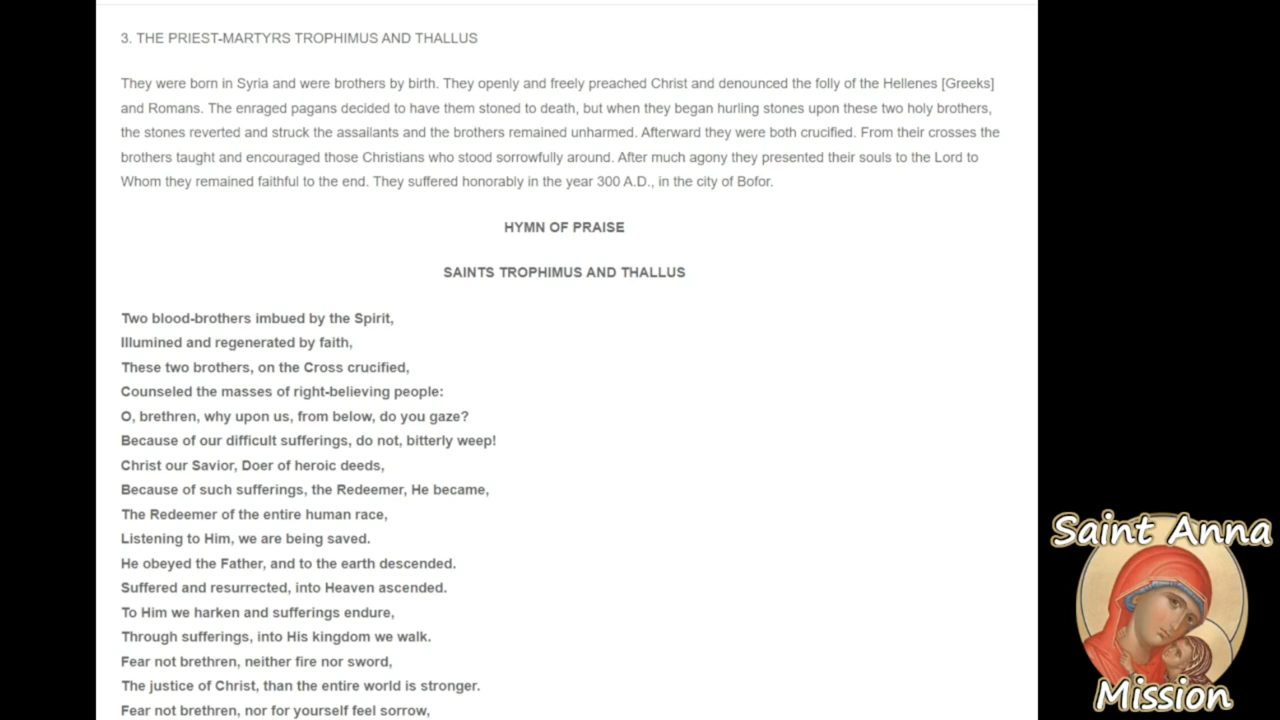 3. THE PRIEST-MARTYRS TROPHIMUS AND THALLUS
They were born in Syria and were brothers by birth. They openly and freely preached Christ and denounced the folly of the Hellenes [Greeks]
and Romans. The enraged pagans decided to have them stoned to death, but when they began hurling stones upon these two holy brothers,
the stones reverted and struck the assailants and the brothers remained unharmed. Afterward they were both crucified. From their crosses the
brothers taught and encouraged those Christians who stood sorrowfully around. After much agony they presented their souls to the Lord to
Whom they remained faithful to the end. They suffered honorably in the year 300 A.D., in the city of Bofor.
HYMN OF PRAISE
SAINTS TROPHIMUS AND THALLUS
Two blood-brothers imbued by the Spirit,
Illumined and regenerated by faith,
These two brothers, on the Cross crucified,
Counseled the masses of right-believing people:
O, brethren, why upon us, from below, do you gaze?
Because of our difficult sufferings, do not, bitterly weep!
Christ our Savior, Doer of heroic deeds,
Because of such sufferings, the Redeemer, He became,
The Redeemer of the entire human race,
Listening to Him, we are being saved.
He obeyed the Father, and to the earth descended.
Suffered and resurrected, into Heaven ascended.
To Him we harken and sufferings endure,
Through sufferings, into His kingdom we walk.
Fear not brethren, neither fire nor sword,
The justice of Christ, than the entire world is stronger.
Fear not brethren, nor for yourself feel sorrow,
Saint Anna
Mission